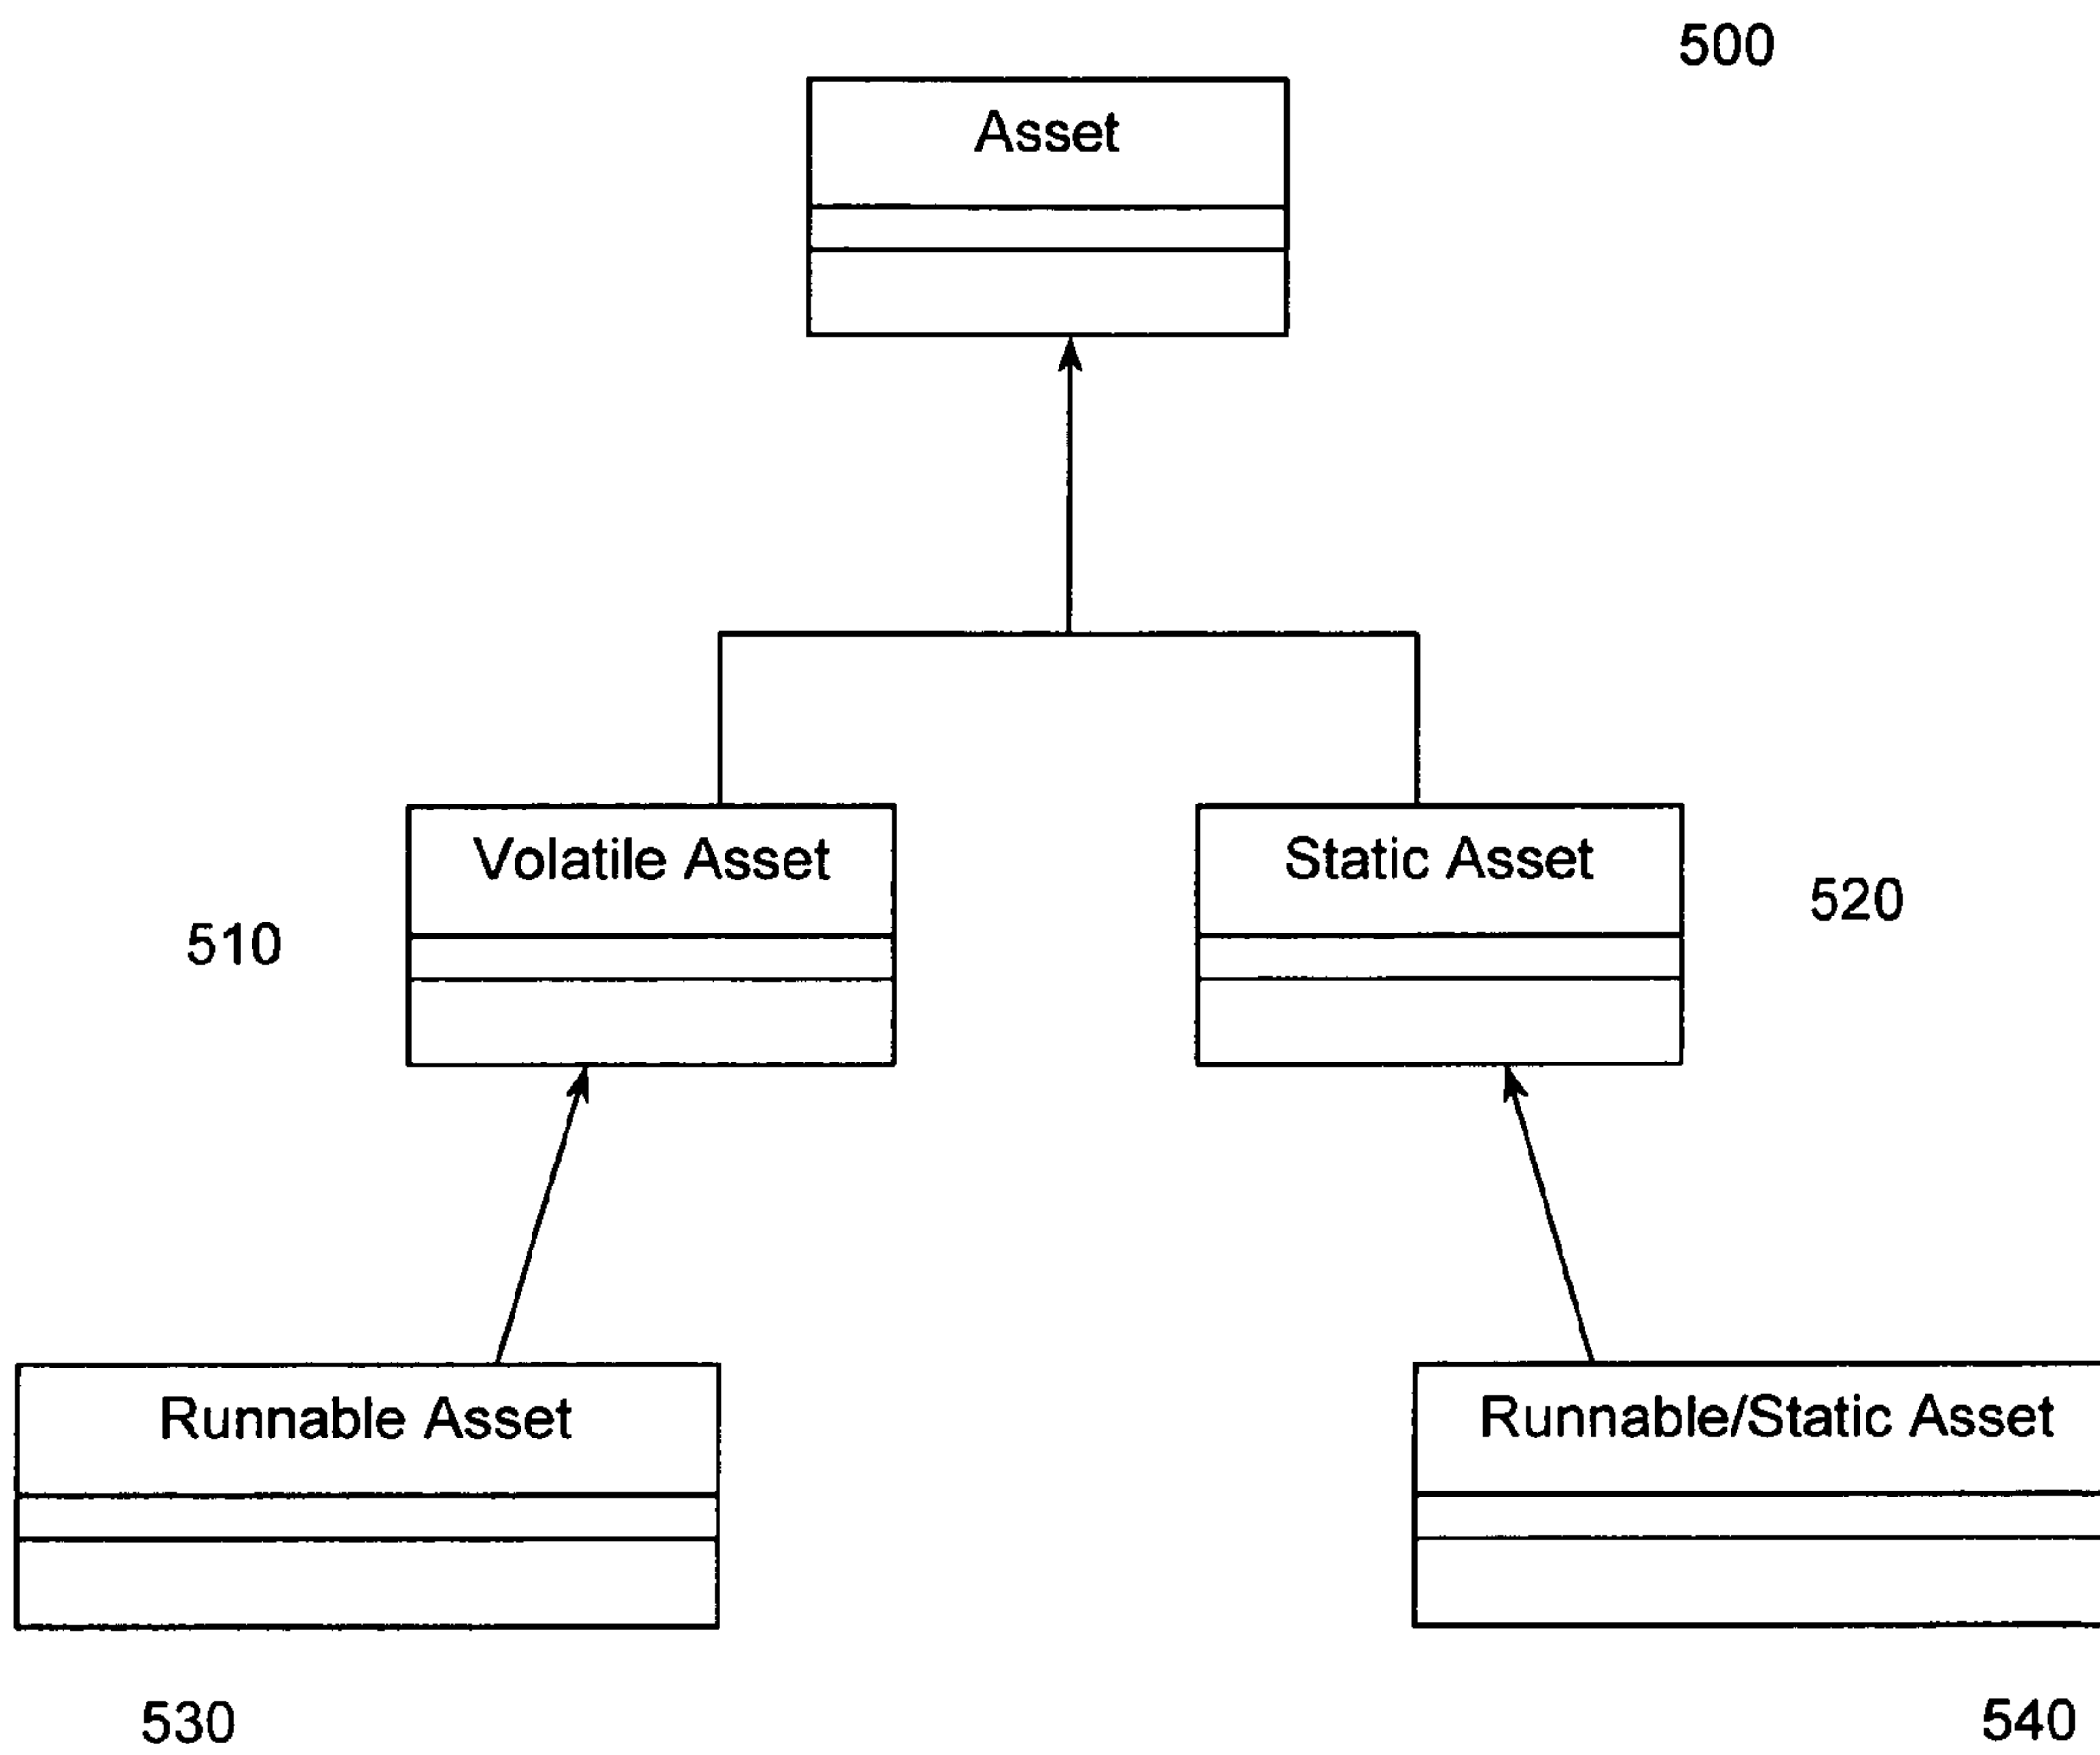 500
Asset
Volatile Asset
Static Asset
510
520
Runnable Asset
Runnable/Static Asset
530
540